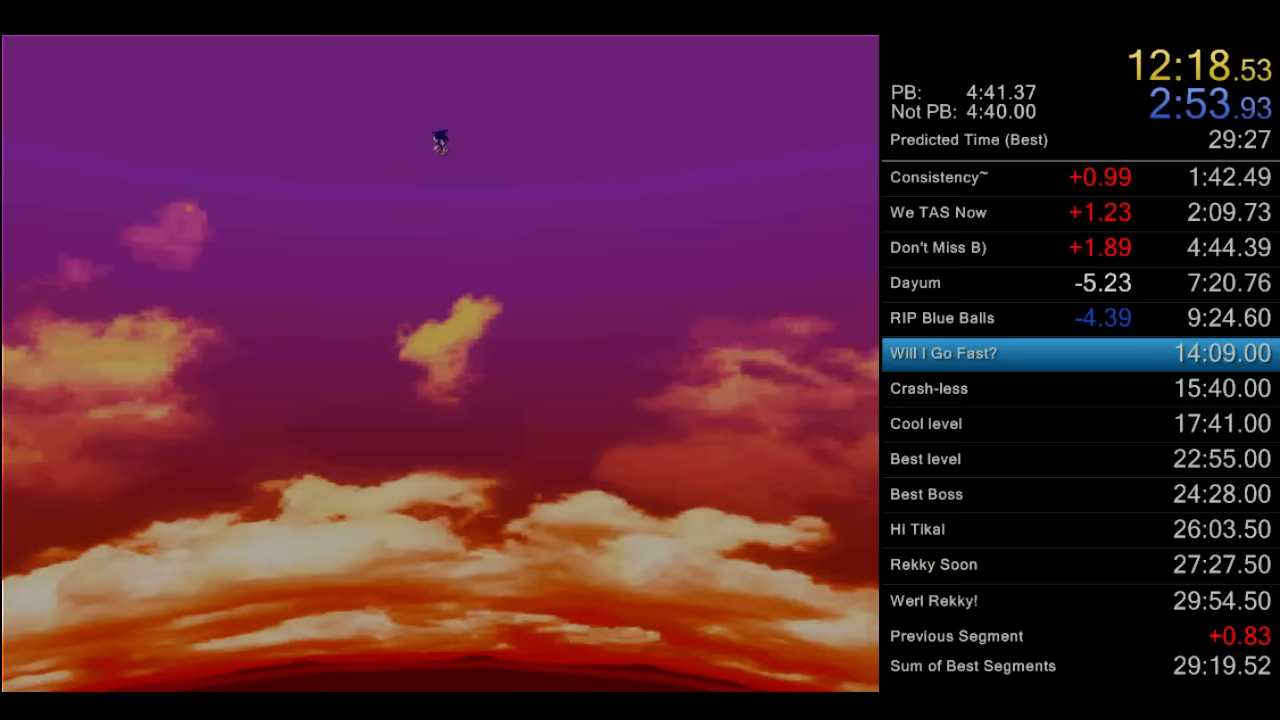 12:18.53
PB: 4:41.37
Not PB: 4:40.00
2:53.93
Predicted Time (Best) 29:27
Consistency~ +0.99 1:42.49
We TAS Now +1.23 2:09.73
Don't Miss B) +1.89 4:44.39
Dayum -5.23 7:20.76
RIP Blue Balls -4.39 9:24.60
Will I Go Fast? 14:09.00
Crash-less 15:40.00
Cool level 17:41.00
Best level 22:55.00
Best Boss 24:28.00
Hi Tikal 26:03.50
Rekky Soon 27:27.50
Werl Rekky! 29:54.50
Previous Segment +0.83
Sum of Best Segments 29:19.52